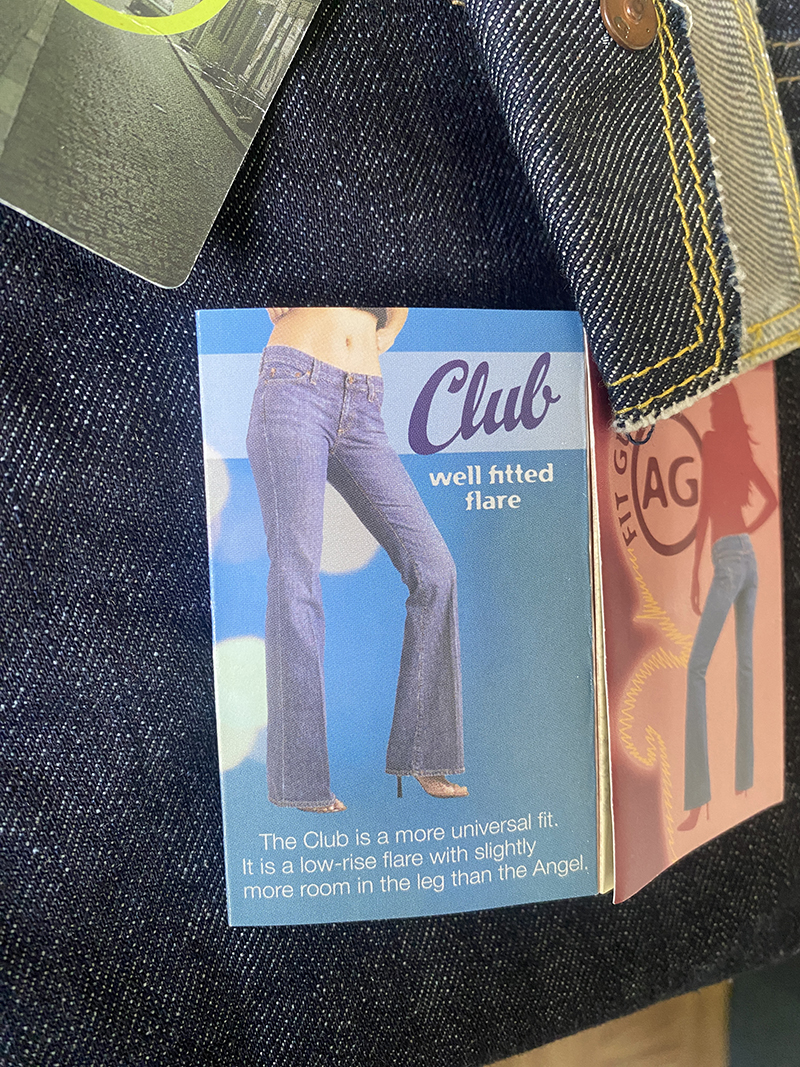 Club
well fitted
flare
The Club is a more universal fit.
It is a low-rise flare with slightly
more room in the leg than the Angel.
FIT GU
AG